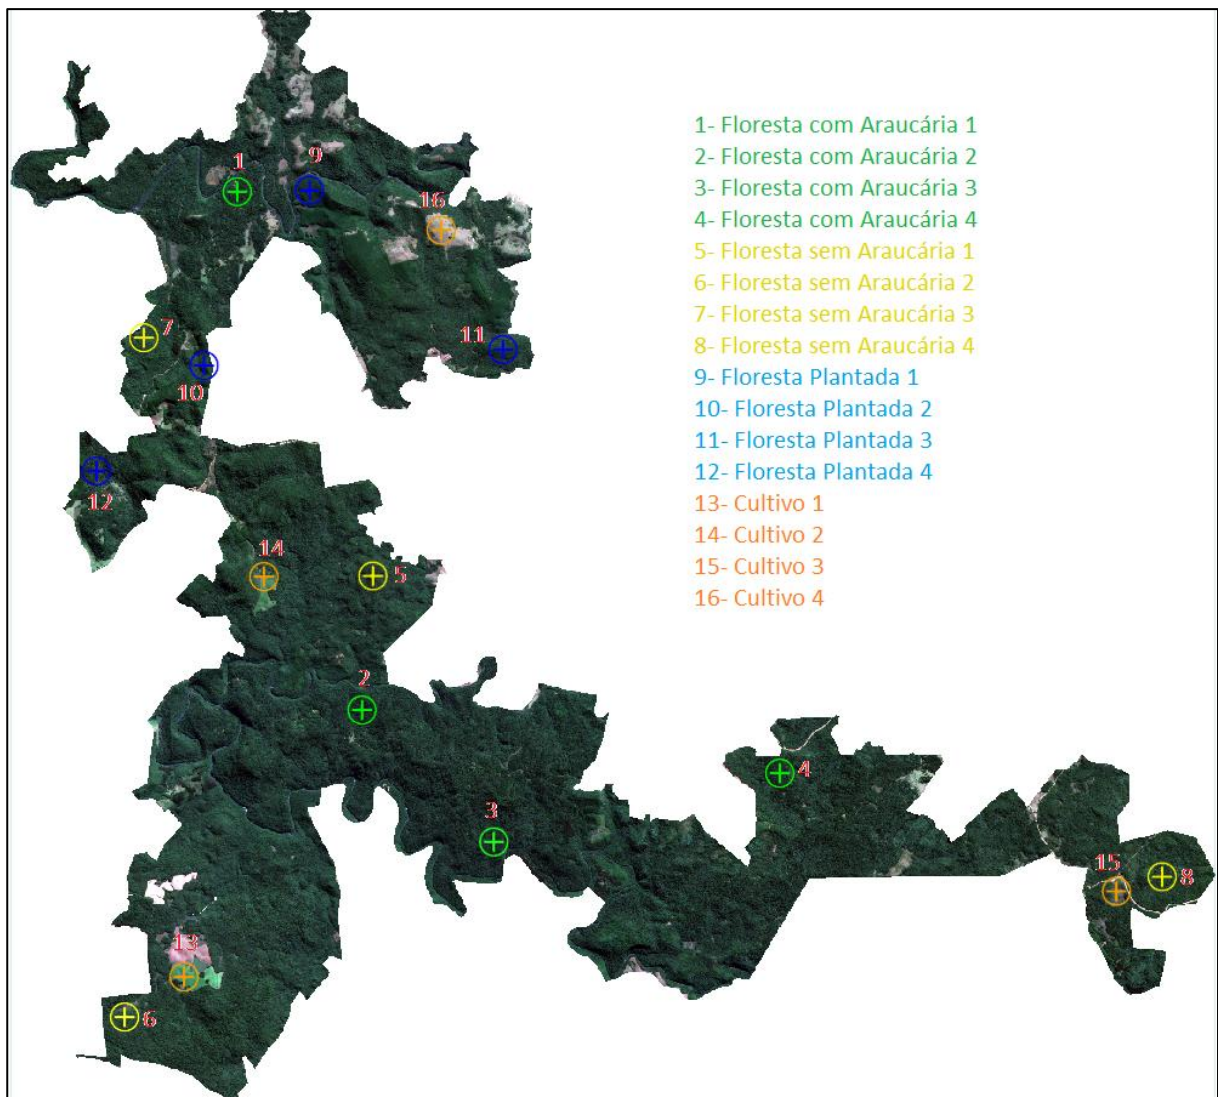 1- Floresta com Araucária 1
2- Floresta com Araucária 2
3- Floresta com Araucária 3
4- Floresta com Araucária 4
5- Floresta sem Araucária 1
6- Floresta sem Araucária 2
7- Floresta sem Araucária 3
8- Floresta sem Araucária 4
9- Floresta Plantada 1
10- Floresta Plantada 2
11- Floresta Plantada 3
12- Floresta Plantada 4
13- Cultivo 1
14- Cultivo 2
15- Cultivo 3
16- Cultivo 4
1
9
16
7
11
10
12
14
5
2
4
3
15
8
13
6